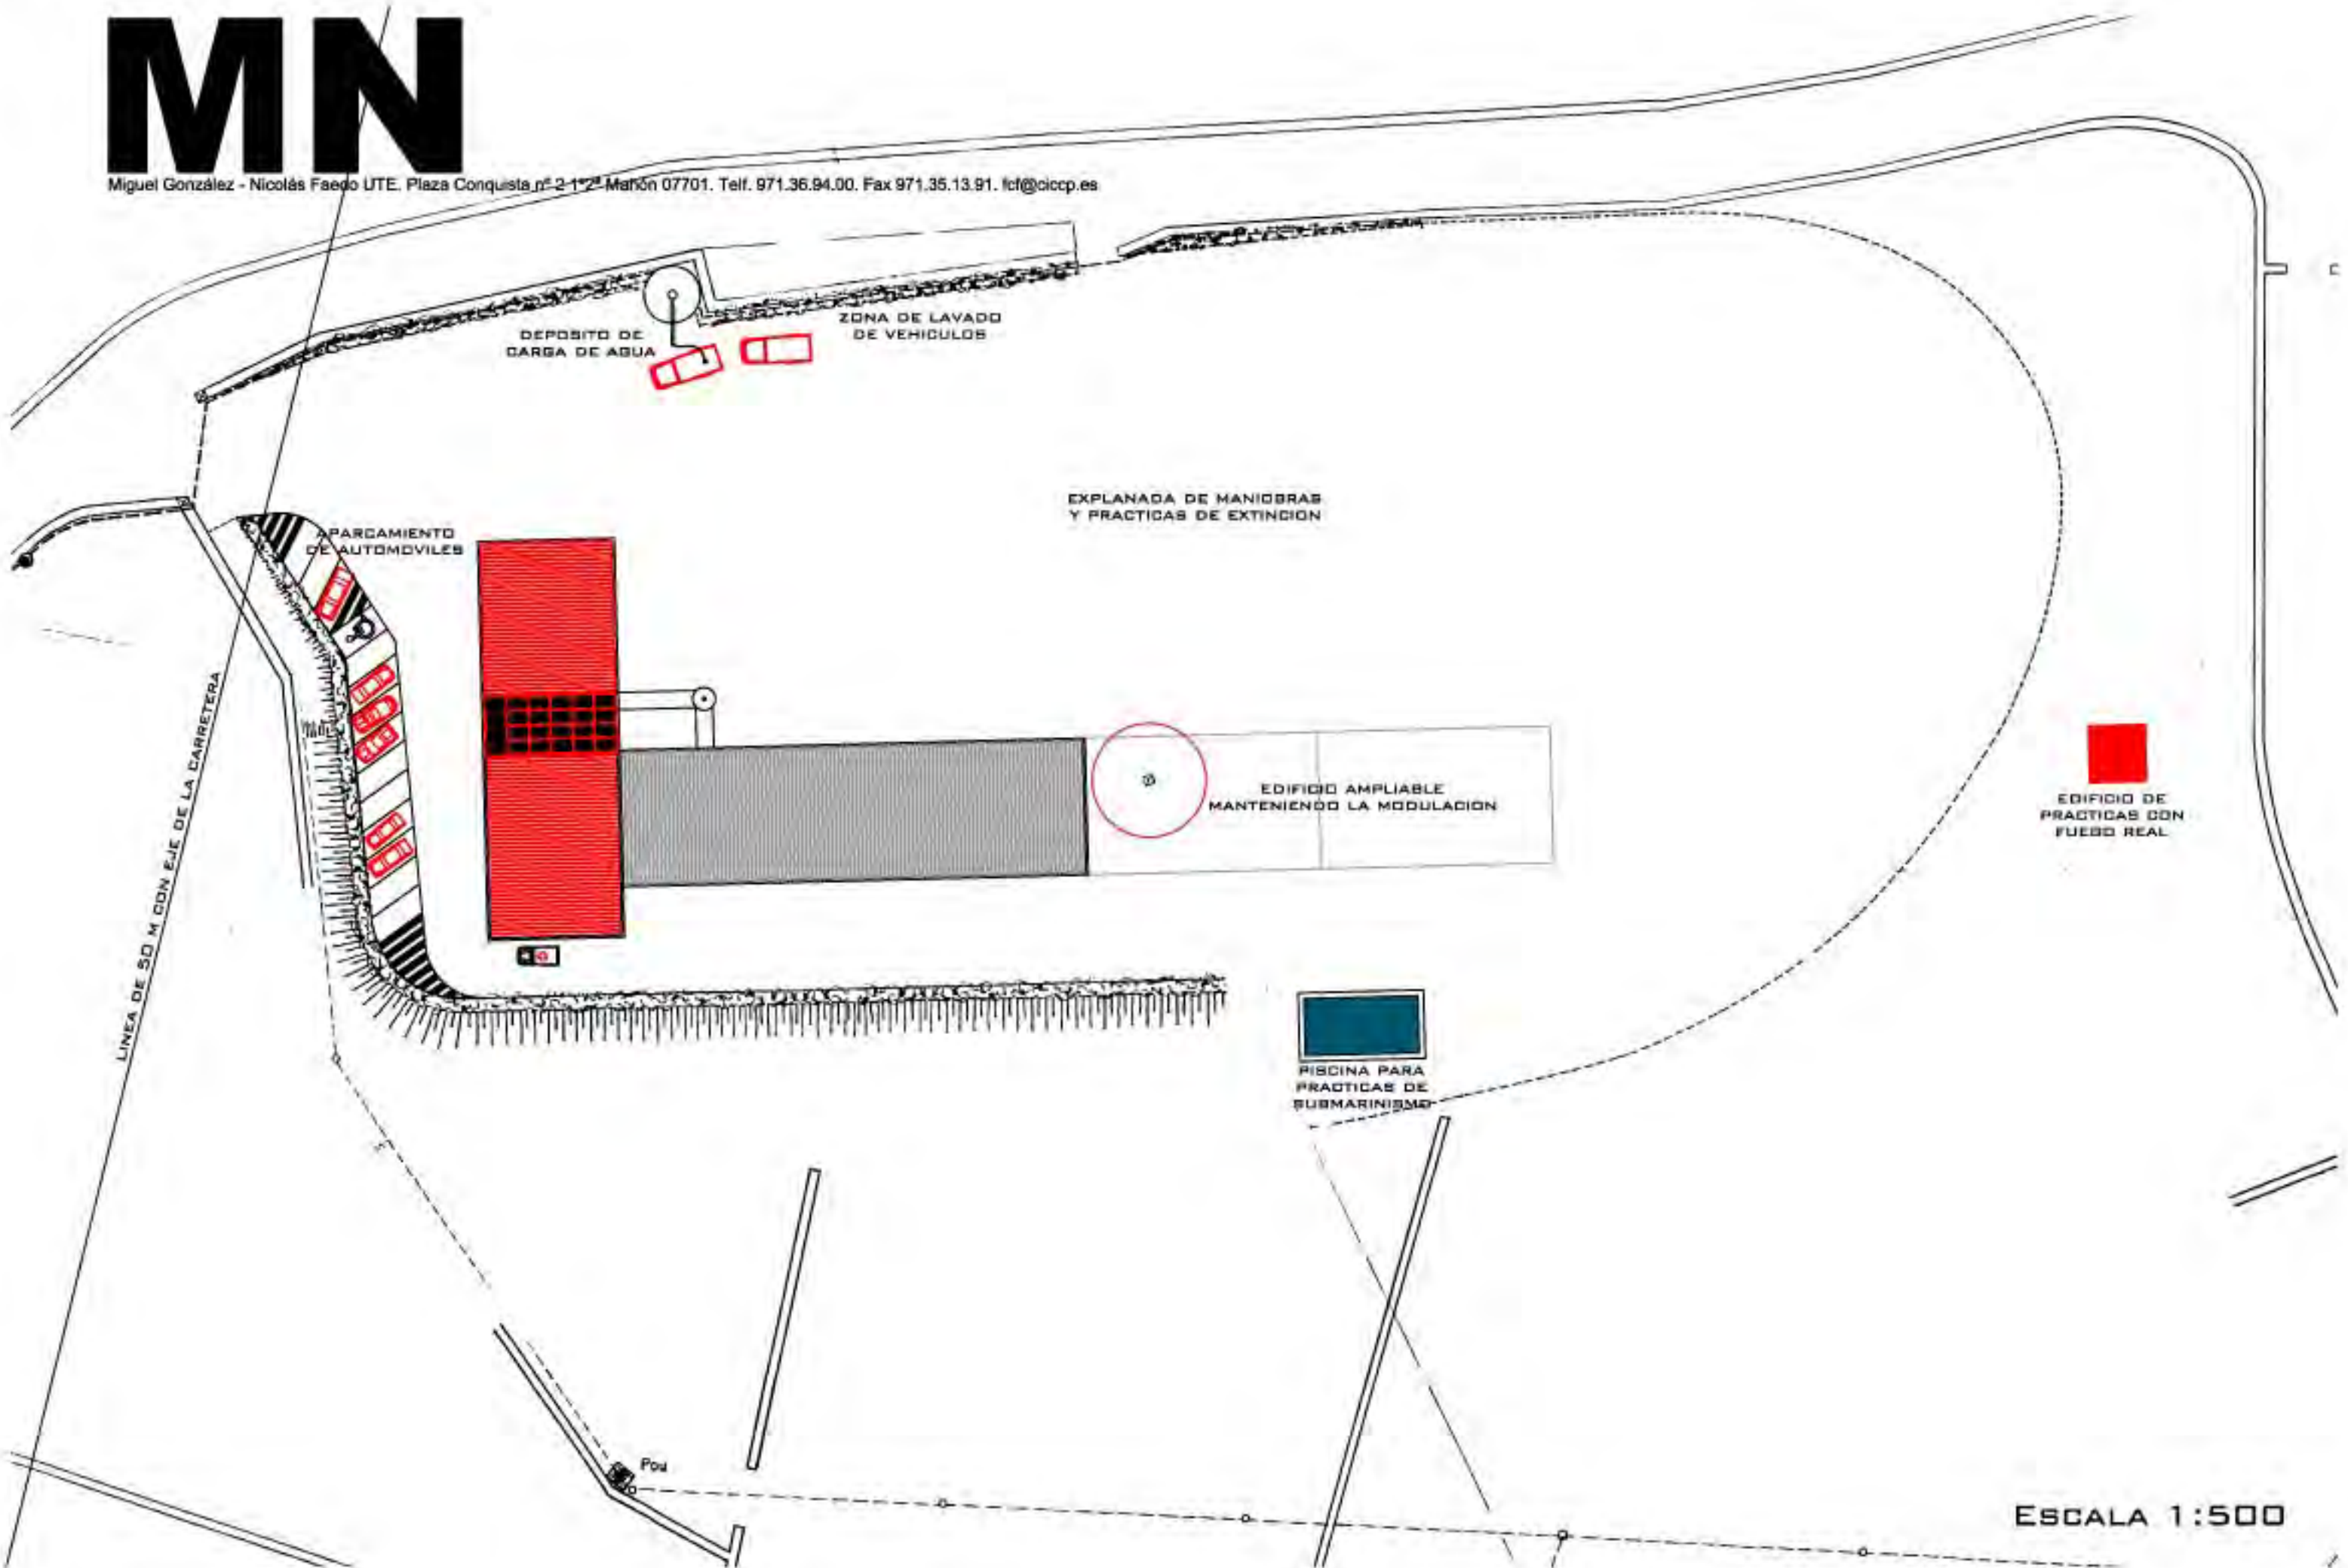 MN
Miguel González - Nicolás Faedo UTE. Plaza Conquista nº 2 1º2ª Mahón 07701. Telf. 971.36.94.00. Fax 971.35.13.91. fcf@ciccp.es
DEPOSITO DE
CARGA DE AGUA
ZONA DE LAVADO
DE VEHICULOS
EXPLANADA DE MANIOBRAS
Y PRACTICAS DE EXTINCION
APARCAMIENTO
DE AUTOMOVILES
LINEA DE 50 M CON EJE DE LA CARRETERA
EDIFICIO AMPLIABLE
MANTENIENDO LA MODULACION
EDIFICIO DE
PRACTICAS CON
FUEGO REAL
PISCINA PARA
PRACTICAS DE
SUBMARINISMO
Pou
ESCALA 1:500